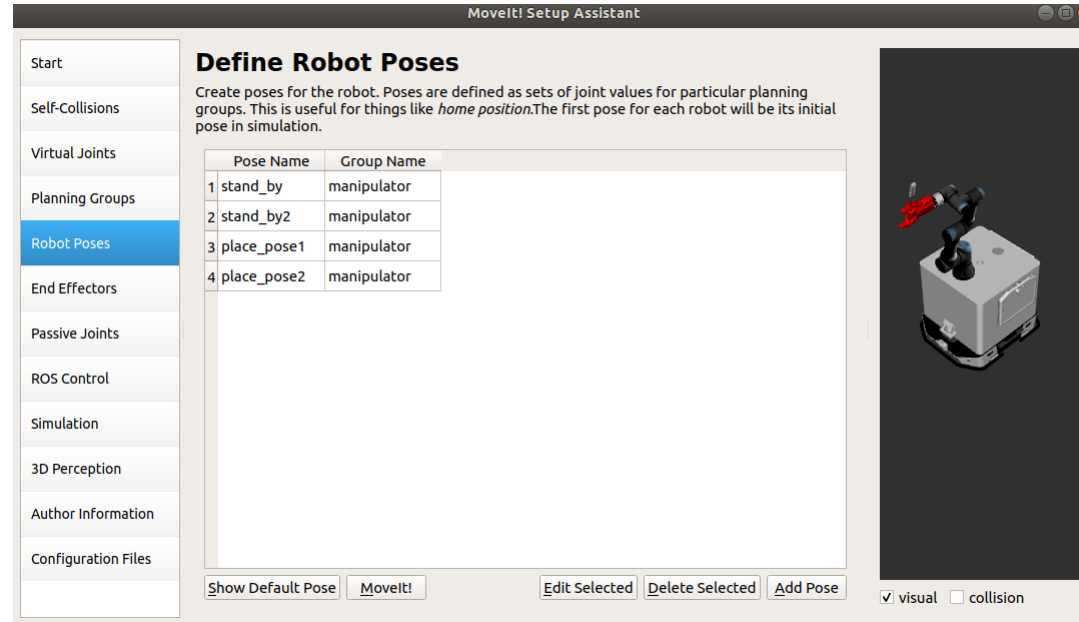 MoveIt! Setup Assistant
Start
Self-Collisions
Virtual Joints
Planning Groups
Robot Poses
End Effectors
Passive Joints
ROS Control
Simulation
3D Perception
Author Information
Configuration Files
Define Robot Poses
Create poses for the robot. Poses are defined as sets of joint values for particular planning
groups. This is useful for things like home position.The first pose for each robot will be its initial
pose in simulation.
Pose Name Group Name
1 stand_by manipulator
2 stand_by2 manipulator
3 place_pose1 manipulator
4 place_pose2 manipulator
Show Default Pose MoveIt! Edit Selected Delete Selected Add Pose
visual collision